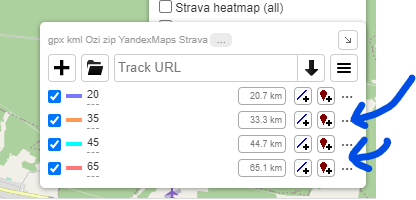 Strava heatmap (all)
gpx kml Ozi zip YandexMaps Strava ...
Track URL
20 20.7 km ...
35 33.3 km ...
45 44.7 km ...
65 65.1 km ...